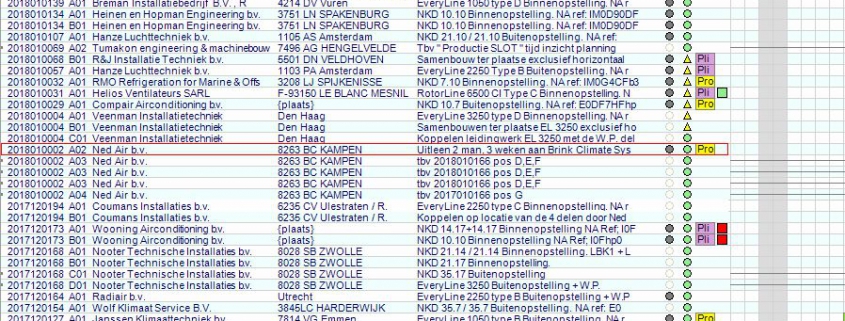 2018010139 A01 Breman Installatiebedrijf B.V. , R 4214 DV Vuren EveryLine 1050 type D Binnenopstelling. NA r
2018010134 A01 Heinen en Hopman Engineering b.v. 3751 LN SPAKENBURG NKD 10.10 Binnenopstelling. NA ref: IM0D90DF
2018010134 B01 Heinen en Hopman Engineering b.v. 3751 LN SPAKENBURG NKD 10.10 Binnenopstelling. NA ref: IM0D90DF
2018010107 A01 Hanze Luchttechniek b.v. 1105 AS Amsterdam NKD 21.10 / 21.10 Buitenopstelling. NA ref:
2018010069 A02 Tumakon engineering & machinebouw 7496 AG HENGELVELDE Tbv " Productie SLOT " tijd inzicht planning
2018010068 B01 R&J Installatie Techniek b.v. 5501 DN VELDHOVEN Samenbouw ter plaatse exclusief horizontaal Pli
2018010057 A01 Hanze Luchttechniek b.v. 1103 PA Amsterdam EveryLine 2250 Type B Buitenopstelling. NA r Pli
2018010032 A01 RMO Refrigeration for Marine & Offs 3208 LJ SPIJKENISSE NKD 7.10 Binnenopstelling. NA ref: IM0G4CFb3 Pro
2018010031 A01 Helios Ventilateurs SARL F-93150 LE BLANC MESNIL RotorLine 6500 Cl Type C Binnenopstelling. N Pli
2018010029 A01 Compair Airconditioning b.v. {plaats} NKD 10.7 Buitenopstelling. NA ref: E0DF7HFhp Pro
2018010004 A01 Veenman Installatietechniek Den Haag EveryLine 3250 type D Binnenopstelling. NA r
2018010004 B01 Veenman Installatietechniek Den Haag Samenbouwen ter plaatse EL 3250 exclusief ho
2018010004 C01 Veenman Installatietechniek Den Haag Koppelen leidingwerk EL 3250 met de W.P. del
2018010002 A02 Ned Air b.v. 8263 BC KAMPEN Uitleen 2 man, 3 weken aan Brink Climate Sys Pro
2018010002 A03 Ned Air b.v. 8263 BC KAMPEN tbv 2018010166 pos D,E,F
2018010002 A03 Ned Air b.v. 8263 BC KAMPEN tbv 2018010166 pos D,E,F
2018010002 A03 Ned Air b.v. 8263 BC KAMPEN tbv 2018010166 pos D,E,F
2018010002 A04 Ned Air b.v. 8263 BC KAMPEN tbv 2017010166 pos G
2017120194 A01 Coumans Installaties b.v. 6235 CV Ulestraten / R. EveryLine 2250 type C Binnenopstelling. NA r
2017120194 B01 Coumans Installaties b.v. 6235 CV Ulestraten / R. Koppelen op locatie van de 4 delen door Ned
2017120173 A01 Wooning Airconditioning bv. {plaats} NKD 14.17+14.17 Binnenopstelling NA Ref; I0F Pli
2017120173 B01 Wooning Airconditioning bv. {plaats} NKD 10.10 Binnenopstelling NA Ref; I0Fhp0 Pli
2017120168 A01 Nooter Technische Installaties b.v. 8028 SB ZWOLLE NKD 21.14 / 21.14 Binnenopstelling. LBK1 + L
2017120168 B01 Nooter Technische Installaties b.v. 8028 SB ZWOLLE NKD 21.17 Binnenopstelling.
2017120168 C01 Nooter Technische Installaties b.v. 8028 SB ZWOLLE NKD 35.17 Buitenopstelling
2017120168 D01 Nooter Technische Installaties b.v. 8028 SB ZWOLLE EveryLine 3250 Buitenopstelling + W.P.
2017120164 A01 Radiair b.v. Utrecht EveryLine 2250 type B Buitenopstelling + W.P
2017120154 A01 Wolf Klimaat Service B.V. 3845LC HARDERWIJK NKD 35.7 / 35.7 Buitenopstelling. NA ref: E0
2017120127 A01 Janssen Klimaattechniek b.v. 7814 VG Emmen EveryLine 1050 type B Binnenopstelling. NA r Pro